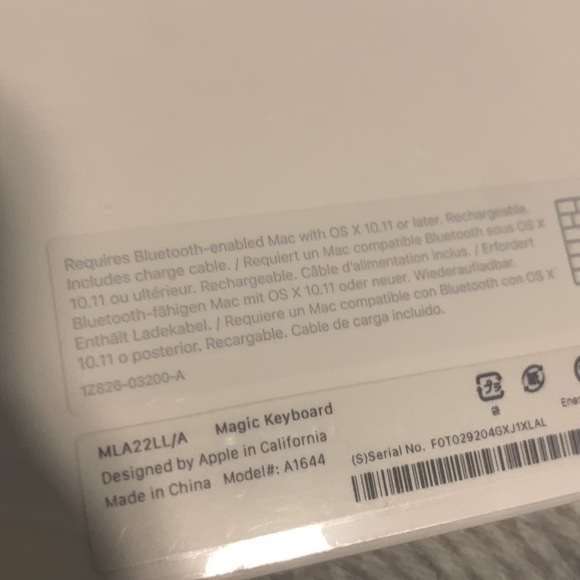 Requires Bluetooth-enabled Mac with OS X 10.11 or later. Rechargeable.
Includes charge cable. / Requiert un Mac compatible Bluetooth sous OS X
10.11 ou ultérieur. Rechargeable. Câble d'alimentation inclus. / Erfordert
Bluetooth-fähigen Mac mit OS X 10.11 oder neuer. Wiederaufladbar.
Enthält Ladekabel. / Requiere un Mac compatible con Bluetooth con OS X
10.11 o posterior. Recargable. Cable de carga incluido.
1Z826-03200-A
MLA22LL/A Magic Keyboard
Designed by Apple in California
Made in China Model#: A1644
(S)Serial No. F0T029204GXJ1XLAL